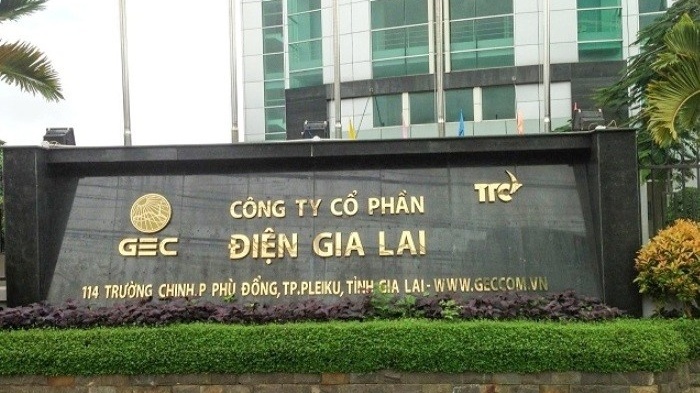 GEC
CÔNG TY CỔ PHẦN
TTC
ĐIỆN GIA LAI
114 TRƯỜNG CHINH.P PHÙ ĐỔNG,TP.PLEIKU,TỈNH GIA LAI-WWW.GECCOM.VN